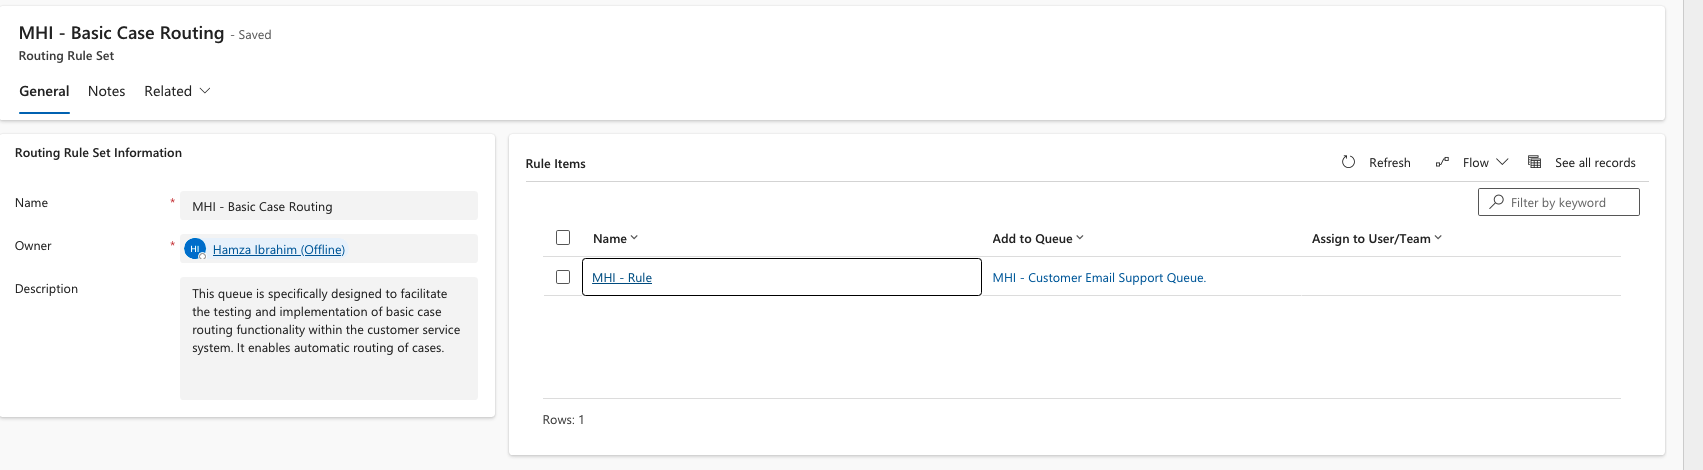 MHI - Basic Case Routing - Saved
Routing Rule Set
General Notes Related
Routing Rule Set Information
Name * MHI - Basic Case Routing
Owner * HI Hamza Ibrahim (Offline)
Description
This queue is specifically designed to facilitate
the testing and implementation of basic case
routing functionality within the customer service
system. It enables automatic routing of cases.
Rule Items
Refresh Flow See all records
Filter by keyword
Name Add to Queue Assign to User/Team
MHI - Rule MHI - Customer Email Support Queue.
Rows: 1